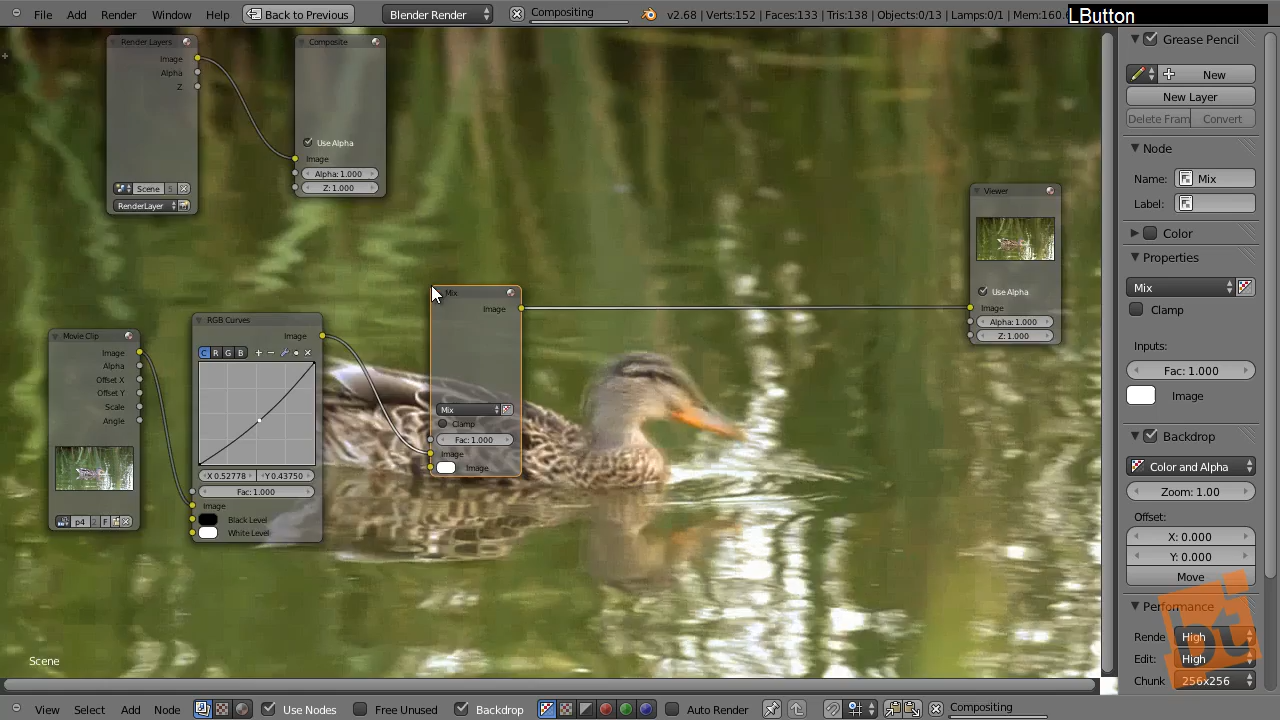 File Add Render Window Help Back to Previous Blender Render Compositing v2.68 | Verts:152 | Faces:133 | Tris:138 | Objects:0/13 | Lamps:0/1 | Mem:160.
LButton
Render Layers
Image
Alpha
Z
Scene 5
RenderLayer
Composite
Use Alpha
Image
Alpha: 1.000
Z: 1.000
Movie Clip
Image
Alpha
Offset X
Offset Y
Scale
Angle
p4 2 F
RGB Curves
Image
C R G B
X 0.52778 Y 0.43750
Fac: 1.000
Image
Black Level
White Level
Mix
Image
Mix
Clamp
Fac: 1.000
Image
Image
Viewer
Use Alpha
Image
Alpha: 1.000
Z: 1.000
Scene
Grease Pencil
New
New Layer
Delete Fram Convert
Node
Name: Mix
Label:
Color
Properties
Mix
Clamp
Inputs:
Fac: 1.000
Image
Backdrop
Color and Alpha
Zoom: 1.00
Offset:
X: 0.000
Y: 0.000
Move
Performance
Rende High
Edit: High
Chunk 256x256
View Select Add Node Use Nodes Free Unused Backdrop Auto Render Compositing